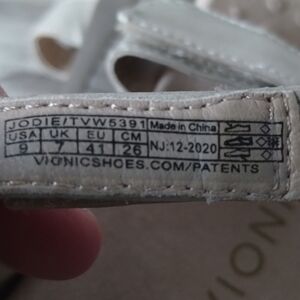 JODIE/TVW5391 Made in China
USA UK EU CM
9 7 41 26 NJ:12-2020
VIONICSHOES.COM/PATENTS
VIONI